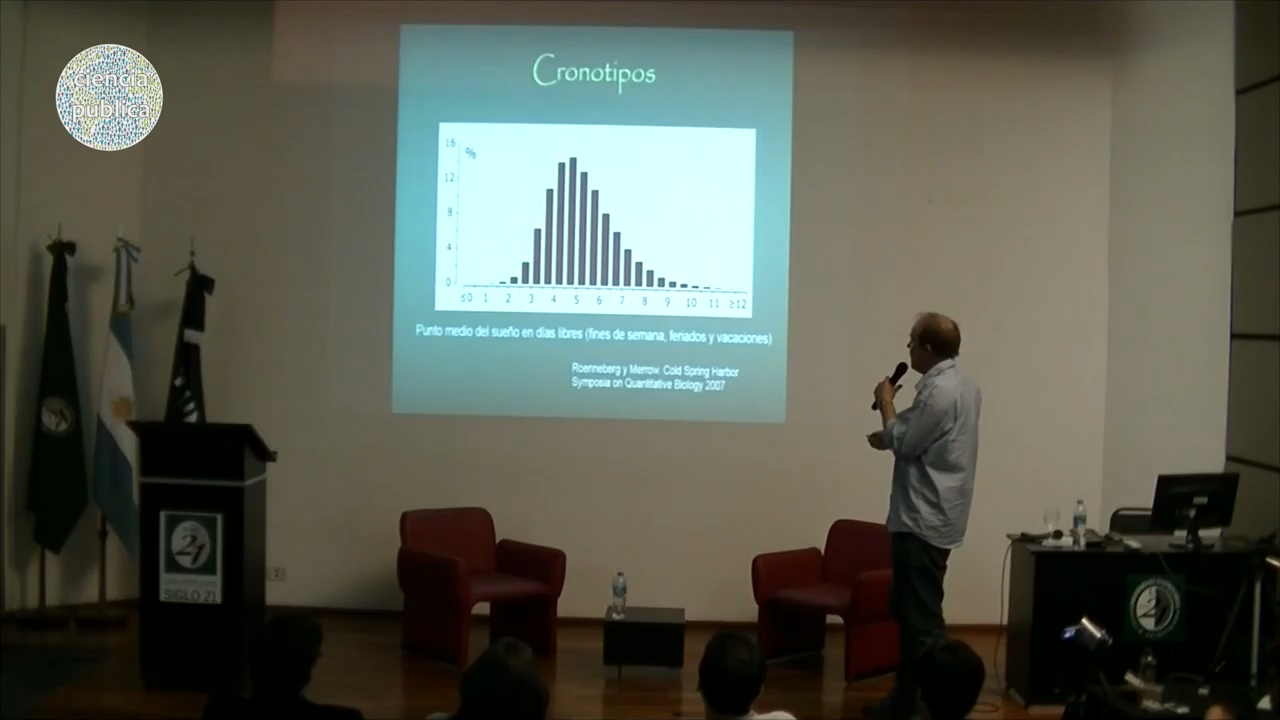 ciencia
pública
Cronotipos
16
%
12
8
4
0
≤0 1 2 3 4 5 6 7 8 9 10 11 ≥12
Punto medio del sueño en días libres (fines de semana, feriados y vacaciones)
Roenneberg y Merrow. Cold Spring Harbor
Symposia on Quantitative Biology 2007
21
SIGLO 21
21